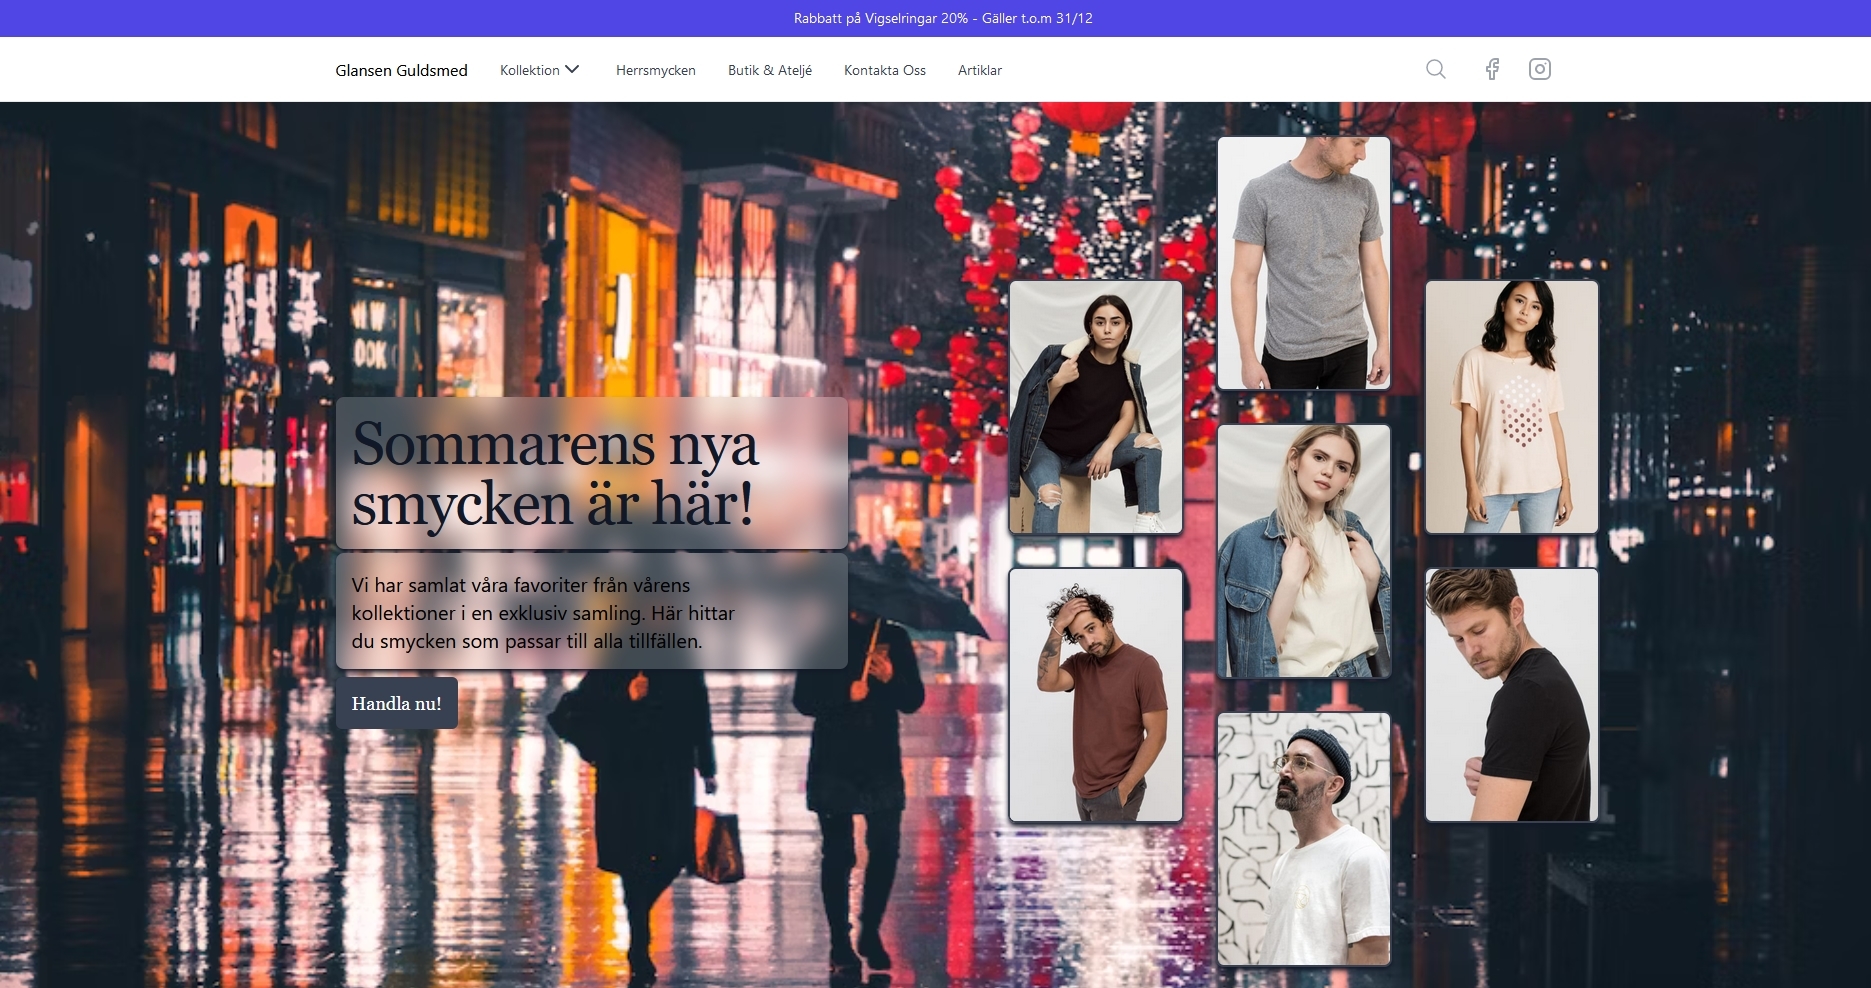 Rabbatt på Vigselringar 20% - Gäller t.o.m 31/12
Glansen Guldsmed Kollektion Herrsmycken Butik & Ateljé Kontakta Oss Artiklar
OOK
Sommarens nya
smycken är här!
Vi har samlat våra favoriter från vårens
kollektioner i en exklusiv samling. Här hittar
du smycken som passar till alla tillfällen.
Handla nu!